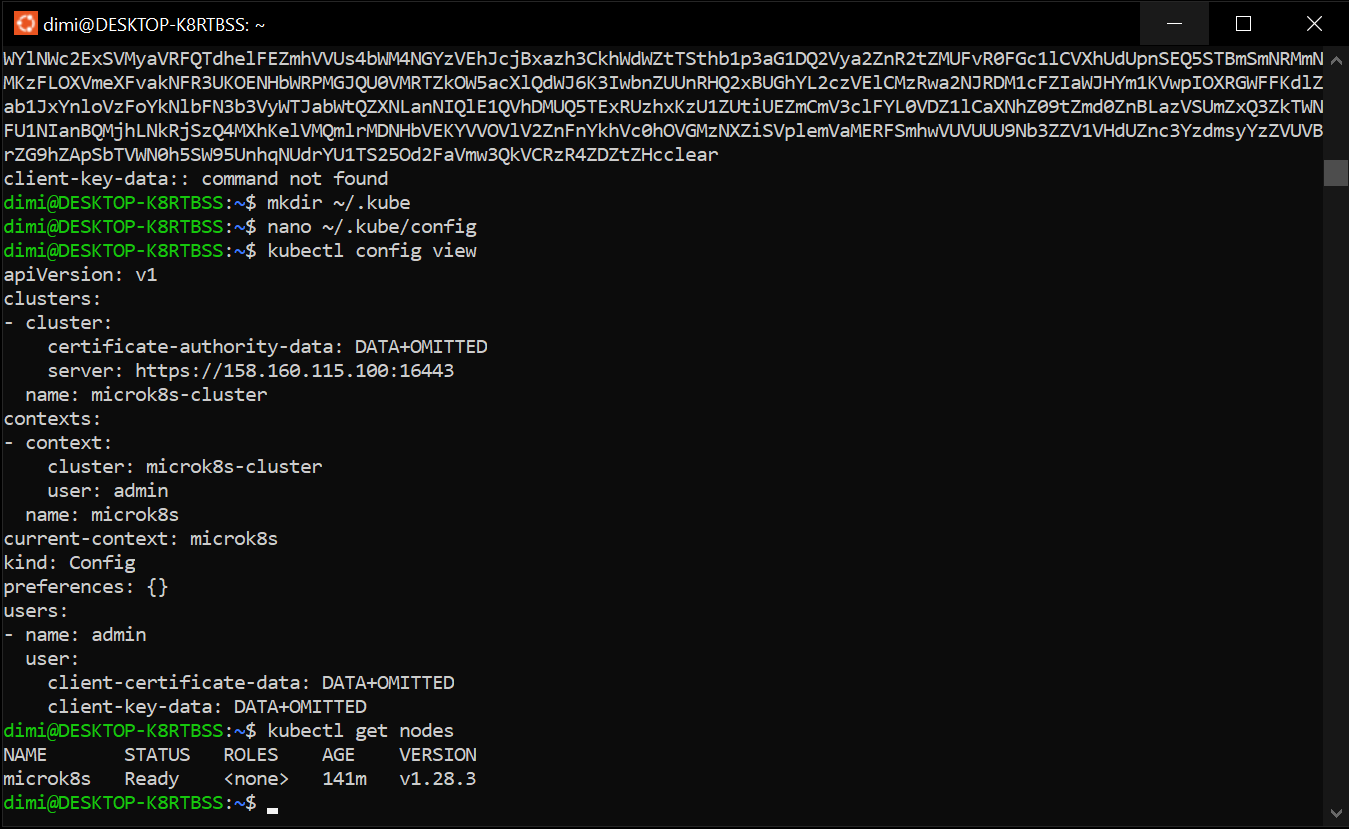 dimi@DESKTOP-K8RTBSS: ~
client-key-data:: command not found
dimi@DESKTOP-K8RTBSS:~$ mkdir ~/.kube
dimi@DESKTOP-K8RTBSS:~$ nano ~/.kube/config
dimi@DESKTOP-K8RTBSS:~$ kubectl config view
apiVersion: v1
clusters:
- cluster:
    certificate-authority-data: DATA+OMITTED
    server: https://158.160.115.100:16443
  name: microk8s-cluster
contexts:
- context:
    cluster: microk8s-cluster
    user: admin
  name: microk8s
current-context: microk8s
kind: Config
preferences: {}
users:
- name: admin
  user:
    client-certificate-data: DATA+OMITTED
    client-key-data: DATA+OMITTED
dimi@DESKTOP-K8RTBSS:~$ kubectl get nodes
NAME       STATUS   ROLES    AGE    VERSION
microk8s   Ready    <none>   141m   v1.28.3
dimi@DESKTOP-K8RTBSS:~$